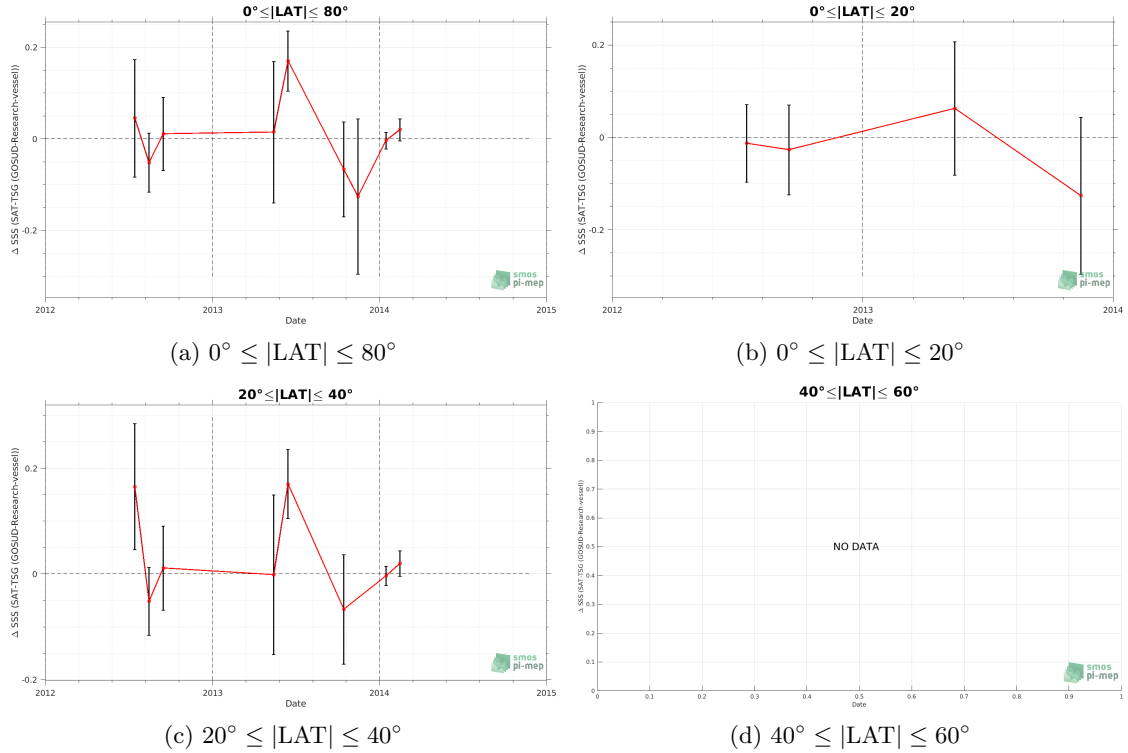 0°≤|LAT|≤ 80°
Δ SSS (SAT-TSG (GOSUD-Research-vessel))
0.2
0
-0.2
2012
2013
2014
2015
Date
smos
pi-mep
(a) 0° ≤ |LAT| ≤ 80°
0°≤|LAT|≤ 20°
Δ SSS (SAT-TSG (GOSUD-Research-vessel))
0.2
0
-0.2
2012
2013
2014
Date
smos
pi-mep
(b) 0° ≤ |LAT| ≤ 20°
20°≤|LAT|≤ 40°
Δ SSS (SAT-TSG (GOSUD-Research-vessel))
0.2
0
-0.2
2012
2013
2014
2015
Date
smos
pi-mep
(c) 20° ≤ |LAT| ≤ 40°
40°≤|LAT|≤ 60°
Δ SSS (SAT-TSG (GOSUD-Research-vessel))
1
0.9
0.8
0.7
0.6
0.5
0.4
0.3
0.2
0.1
0
NO DATA
0
0.1
0.2
0.3
0.4
0.5
0.6
0.7
0.8
0.9
1
Date
smos
pi-mep
(d) 40° ≤ |LAT| ≤ 60°